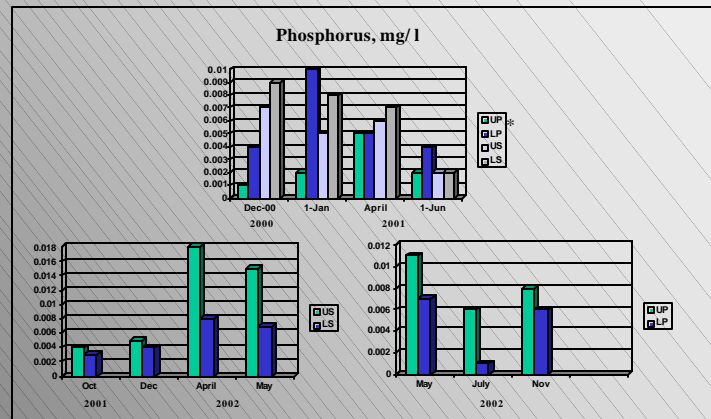 Phosphorus, mg/l
0.01
0.009
0.008
0.007
0.006
0.005
0.004
0.003
0.002
0.001
0
Dec-00 1-Jan April 1-Jun
2000 2001
UP *
LP
US
LS
0.018
0.016
0.014
0.012
0.01
0.008
0.006
0.004
0.002
0
Oct Dec April May
2001 2002
US
LS
0.012
0.01
0.008
0.006
0.004
0.002
0
May July Nov
2002
UP
LP